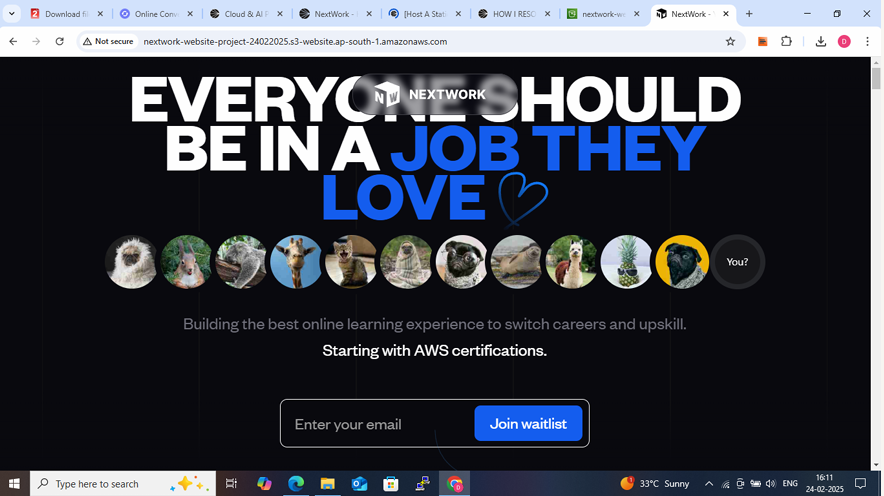 Download fil
Online Conv
Cloud & AI P
NextWork -
[Host A Stati
HOW I RESO
nextwork-we
NextWork -
Not secure
nextwork-website-project-24022025.s3-website.ap-south-1.amazonaws.com
D
NEXTWORK
EVERYONE SHOULD
BE IN A JOB THEY
LOVE
You?
Building the best online learning experience to switch careers and upskill.
Starting with AWS certifications.
Enter your email
Join waitlist
Type here to search
33°C Sunny
ENG
16:11
24-02-2025